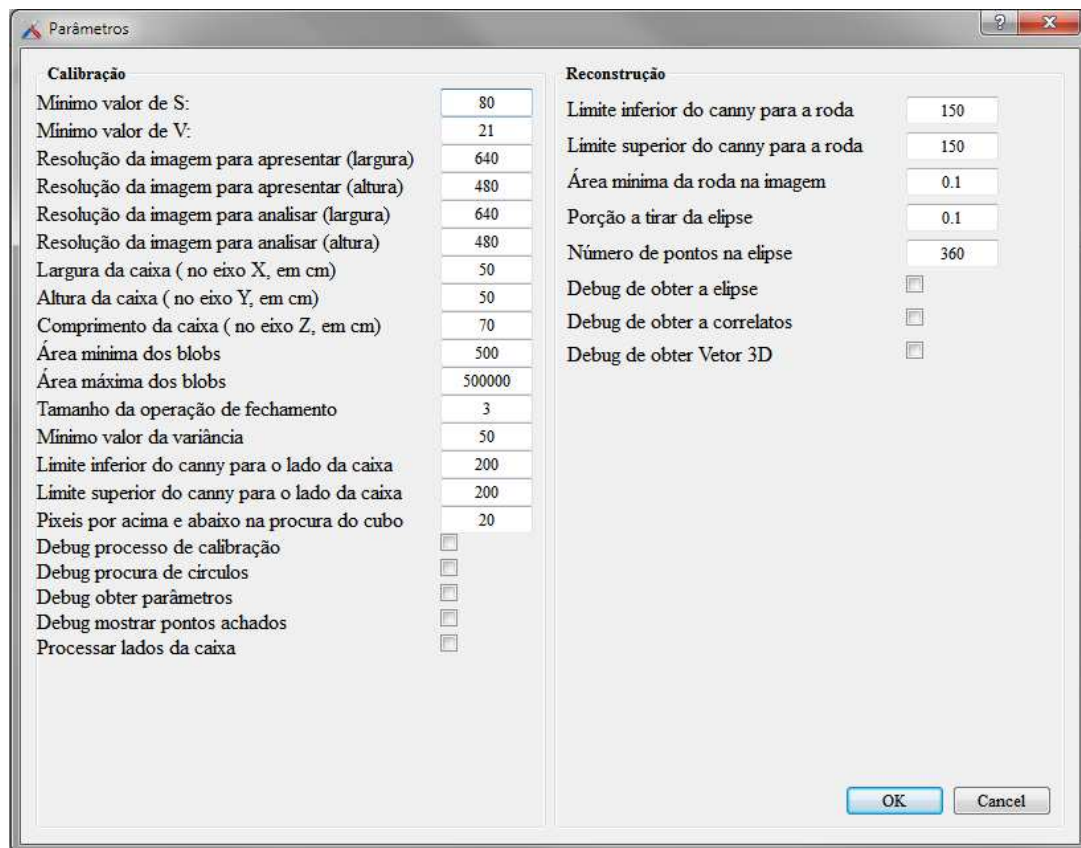 Parâmetros
Calibração
Mínimo valor de S: 80
Mínimo valor de V: 21
Resolução da imagem para apresentar (largura) 640
Resolução da imagem para apresentar (altura) 480
Resolução da imagem para analisar (largura) 640
Resolução da imagem para analisar (altura) 480
Largura da caixa ( no eixo X, em cm) 50
Altura da caixa ( no eixo Y, em cm) 50
Comprimento da caixa ( no eixo Z, em cm) 70
Área mínima dos blobs 500
Área máxima dos blobs 500000
Tamanho da operação de fechamento 3
Mínimo valor da variância 50
Limite inferior do canny para o lado da caixa 200
Limite superior do canny para o lado da caixa 200
Pixeis por acima e abaixo na procura do cubo 20
Debug processo de calibração
Debug procura de circulos
Debug obter parâmetros
Debug mostrar pontos achados
Processar lados da caixa
Reconstrução
Limite inferior do canny para a roda 150
Limite superior do canny para a roda 150
Área mínima da roda na imagem 0.1
Porção a tirar da elipse 0.1
Número de pontos na elipse 360
Debug de obter a elipse
Debug de obter a correlatos
Debug de obter Vetor 3D
OK Cancel